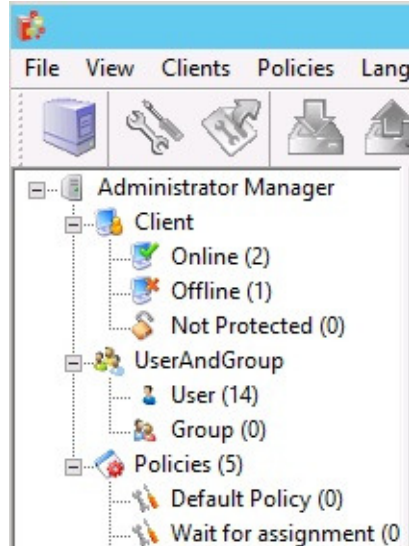 File View Clients Policies Lang
Administrator Manager
Client
Online (2)
Offline (1)
Not Protected (0)
UserAndGroup
User (14)
Group (0)
Policies (5)
Default Policy (0)
Wait for assignment (0